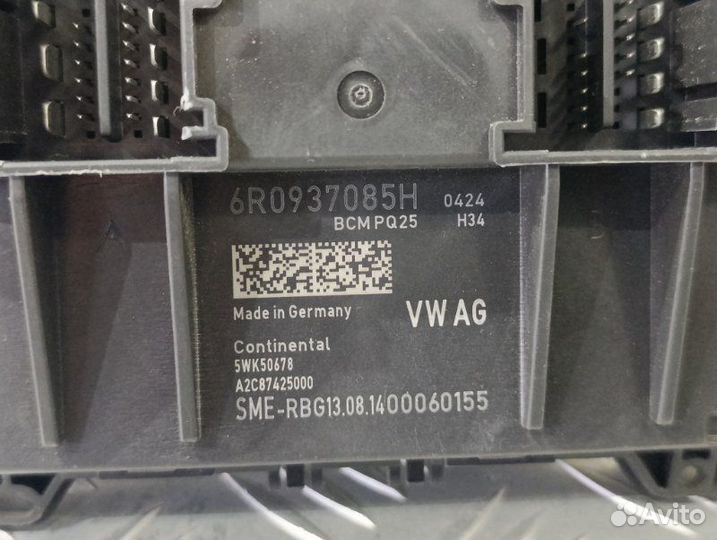 6R0937085H 0424
BCM PQ25 H34
Made in Germany VW AG
Continental
5WK50678
A2C87425000
SME-RBG13.08.1400060155
Avito